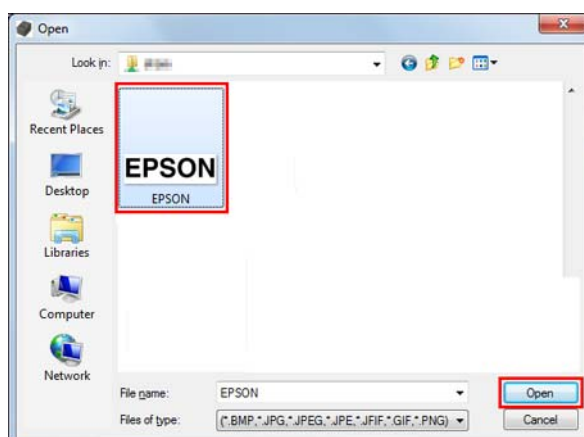 Open
Look in:
Recent Places
Desktop
Libraries
Computer
Network
EPSON
EPSON
File name:
EPSON
Open
Files of type:
(*.BMP,*.JPG,*.JPEG,*.JPE,*.JFIF,*.GIF,*.PNG)
Cancel